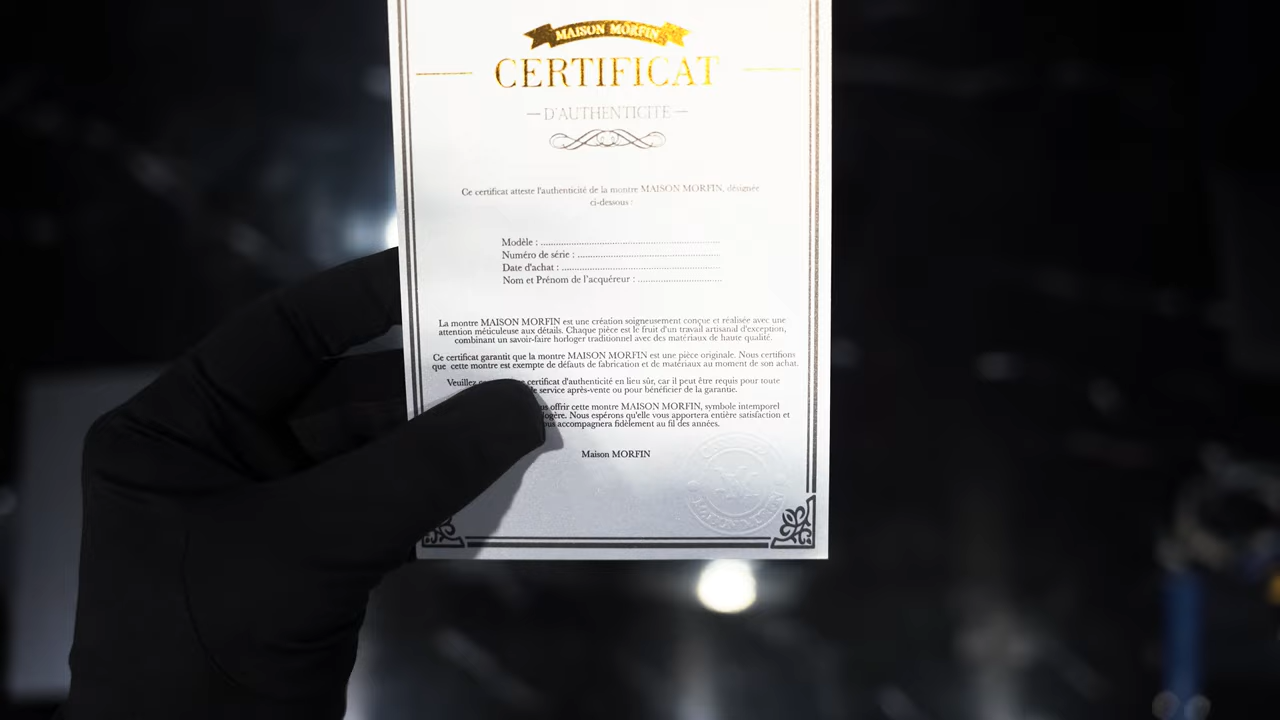 MAISON MORFIN
CERTIFICAT
D'AUTHENTICITE
Ce certificat atteste l'authenticité de la montre MAISON MORFIN, désignée
ci-dessous :
Modèle :
Numéro de série :
Date d'achat :
Nom et Prénom de l'acquéreur :
La montre MAISON MORFIN est une création soigneusement conçue et réalisée avec une
attention méticuleuse aux détails. Chaque pièce est le fruit d'un travail artisanal d'exception,
combinant un savoir-faire horloger traditionnel avec des matériaux de haute qualité.
Ce certificat garantit que la montre MAISON MORFIN est une pièce originale. Nous certifions
que cette montre est exempte de défauts de fabrication et de matériaux au moment de son achat.
Veuillez certificat d'authenticité en lieu sûr, car il peut être requis pour toute
service après-vente ou pour bénéficier de la garantie.
offrir cette montre MAISON MORFIN, symbole intemporel
Nous espérons qu'elle vous apportera entière satisfaction et
accompagnera fidèlement au fil des années.
Maison MORFIN